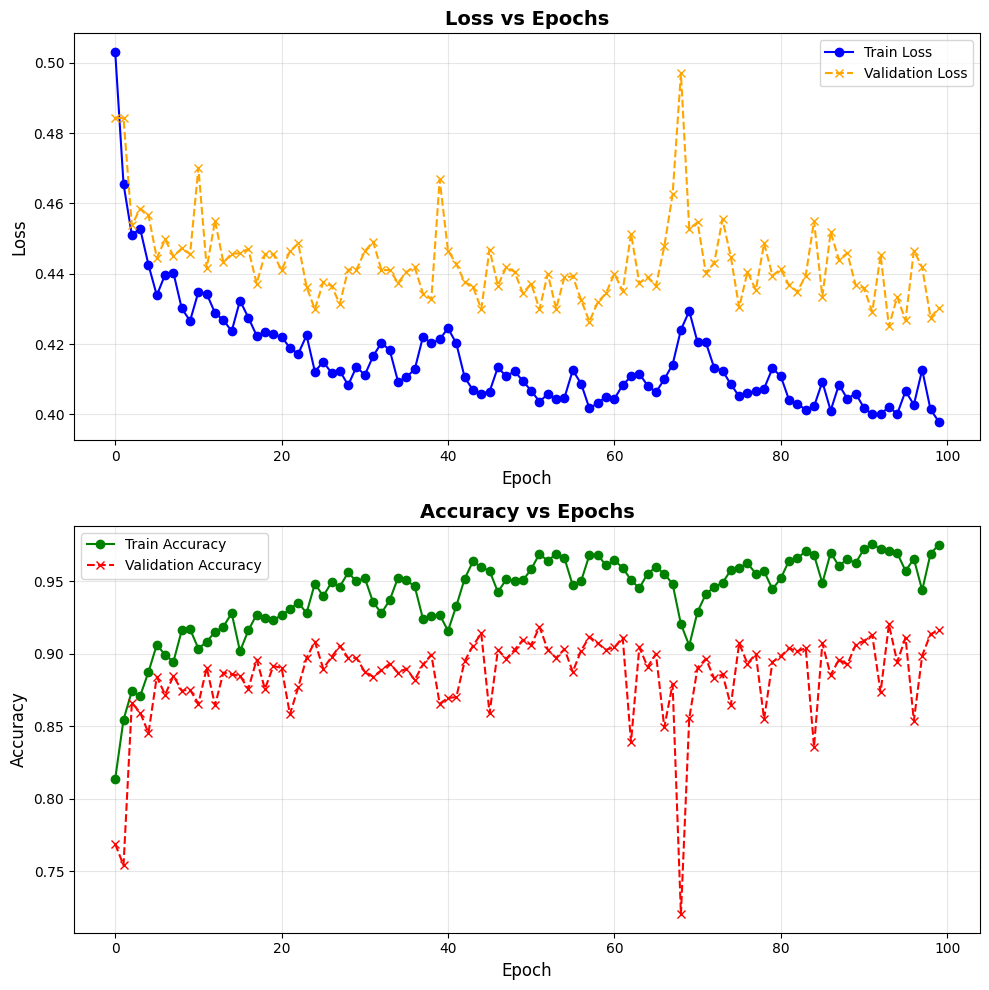 Loss vs Epochs
Train Loss
Validation Loss
Loss
0.50
0.48
0.46
0.44
0.42
0.40
0 20 40 60 80 100
Epoch
Accuracy vs Epochs
Train Accuracy
Validation Accuracy
Accuracy
0.95
0.90
0.85
0.80
0.75
0 20 40 60 80 100
Epoch